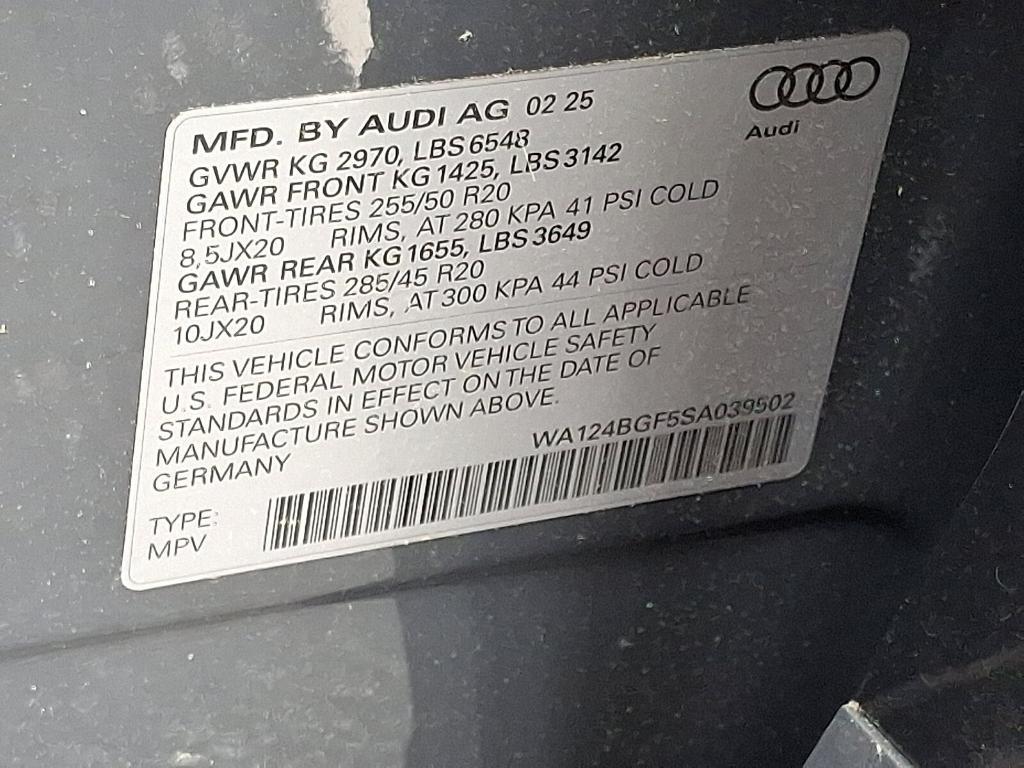 MFD. BY AUDI AG 02 25
Audi
GVWR KG 2970, LBS 6548
GAWR FRONT KG 1425, LBS 3142
FRONT-TIRES 255/50 R20
8,5JX20 RIMS, AT 280 KPA 41 PSI COLD
GAWR REAR KG 1655, LBS 3649
REAR-TIRES 285/45 R20
10JX20 RIMS, AT 300 KPA 44 PSI COLD
THIS VEHICLE CONFORMS TO ALL APPLICABLE
U.S. FEDERAL MOTOR VEHICLE SAFETY
STANDARDS IN EFFECT ON THE DATE OF
MANUFACTURE SHOWN ABOVE.
GERMANY
WA124BGF5SA039502
TYPE:
MPV